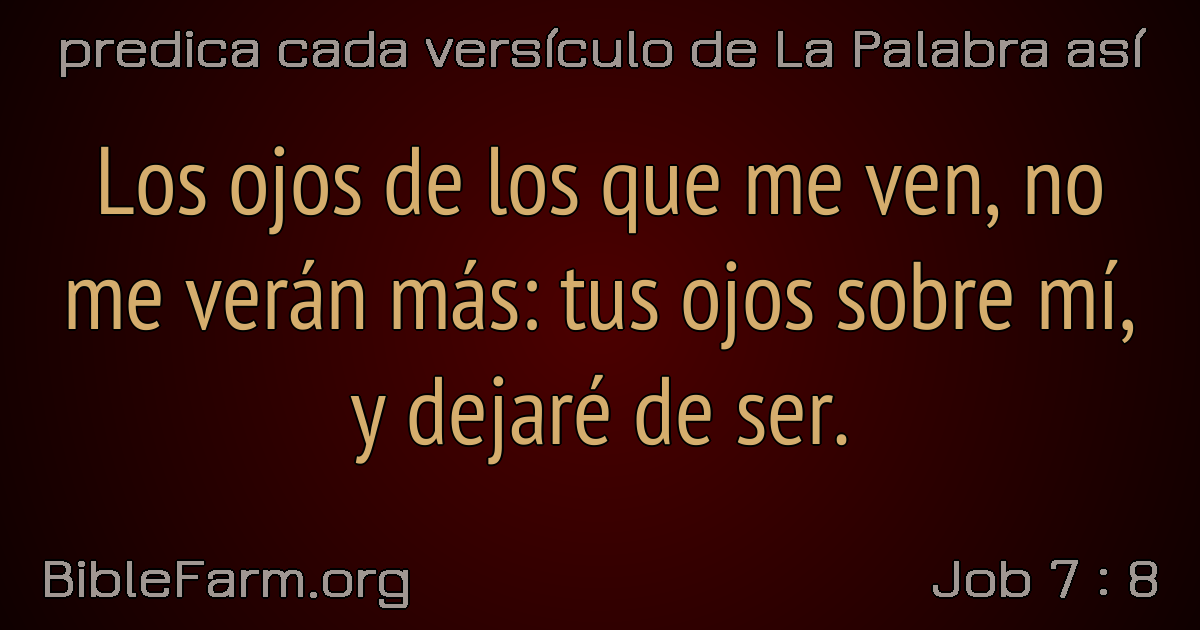 predica cada versículo de La Palabra así
Los ojos de los que me ven, no
me verán más: tus ojos sobre mí,
y dejaré de ser.
BibleFarm.org
Job 7 : 8